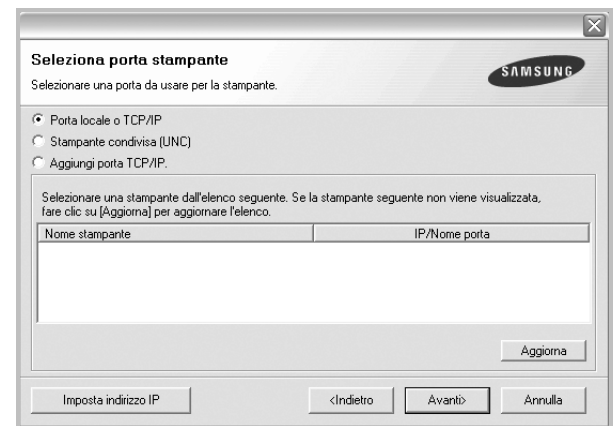 Seleziona porta stampante
Selezionare una porta da usare per la stampante.
SAMSUNG
Porta locale o TCP/IP
Stampante condivisa (UNC)
Aggiungi porta TCP/IP.
Selezionare una stampante dall'elenco seguente. Se la stampante seguente non viene visualizzata,
fare clic su [Aggiorna] per aggiornare l'elenco.
Nome stampante IP/Nome porta
Aggiorna
Imposta indirizzo IP <Indietro Avanti> Annulla